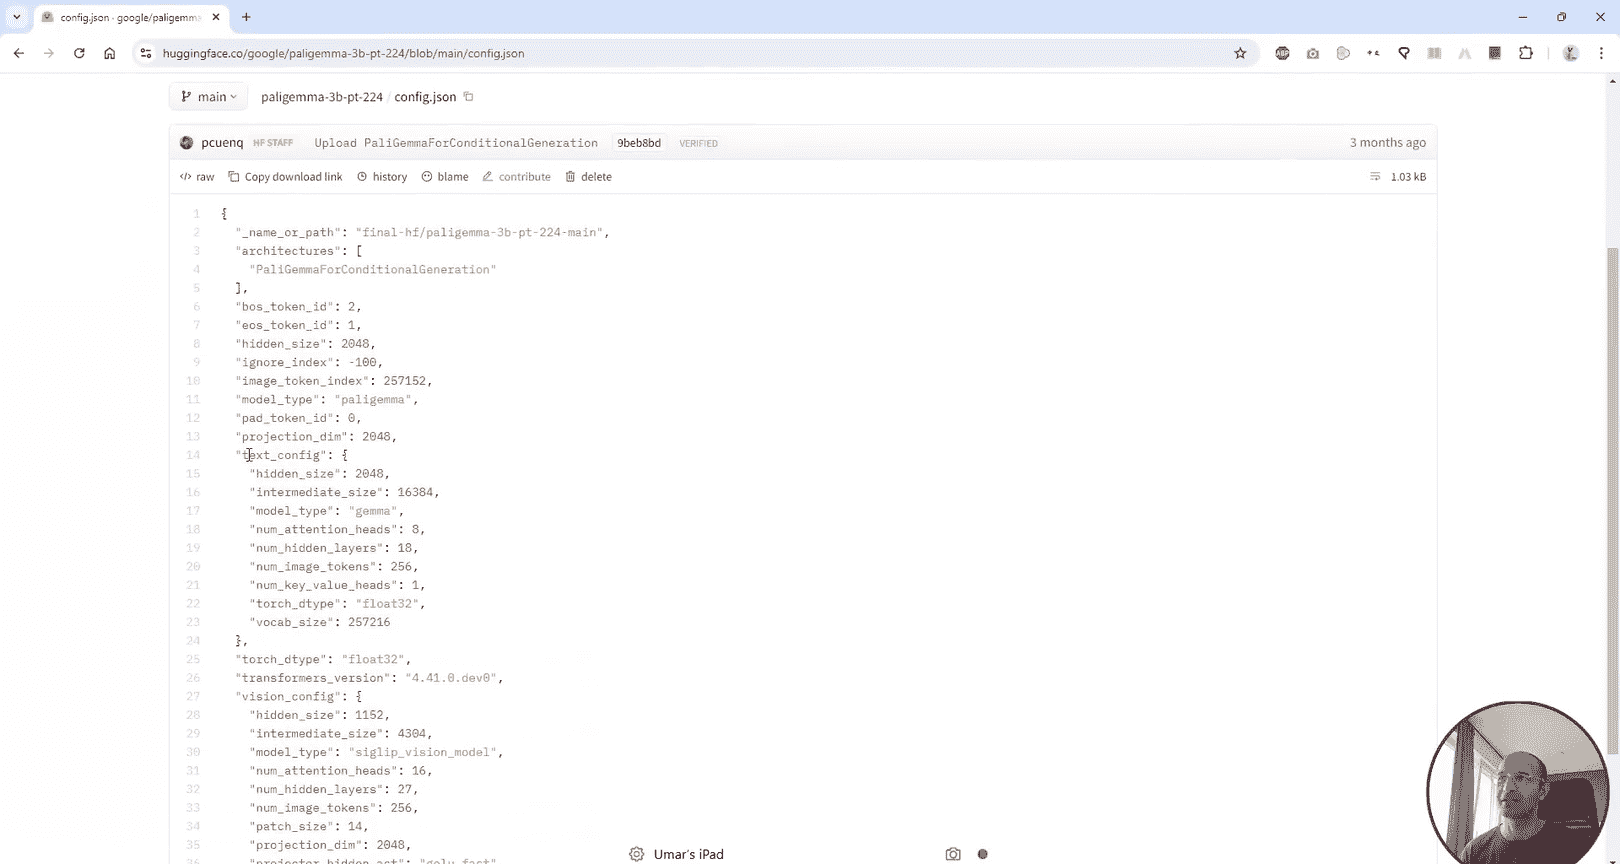 config.json · google/paligemma
huggingface.co/google/paligemma-3b-pt-224/blob/main/config.json
main paligemma-3b-pt-224 / config.json
pcuenq HF STAFF Upload PaliGemmaForConditionalGeneration 9beb8bd VERIFIED 3 months ago
</> raw Copy download link history blame contribute delete 1.03 kB
1 {
2 "_name_or_path": "final-hf/paligemma-3b-pt-224-main",
3 "architectures": [
4 "PaliGemmaForConditionalGeneration"
5 ],
6 "bos_token_id": 2,
7 "eos_token_id": 1,
8 "hidden_size": 2048,
9 "ignore_index": -100,
10 "image_token_index": 257152,
11 "model_type": "paligemma",
12 "pad_token_id": 0,
13 "projection_dim": 2048,
14 "text_config": {
15 "hidden_size": 2048,
16 "intermediate_size": 16384,
17 "model_type": "gemma",
18 "num_attention_heads": 8,
19 "num_hidden_layers": 18,
20 "num_image_tokens": 256,
21 "num_key_value_heads": 1,
22 "torch_dtype": "float32",
23 "vocab_size": 257216
24 },
25 "torch_dtype": "float32",
26 "transformers_version": "4.41.0.dev0",
27 "vision_config": {
28 "hidden_size": 1152,
29 "intermediate_size": 4304,
30 "model_type": "siglip_vision_model",
31 "num_attention_heads": 16,
32 "num_hidden_layers": 27,
33 "num_image_tokens": 256,
34 "patch_size": 14,
35 "projection_dim": 2048,
36 "projector_hidden_act": "gelu_fast"
Umar's iPad